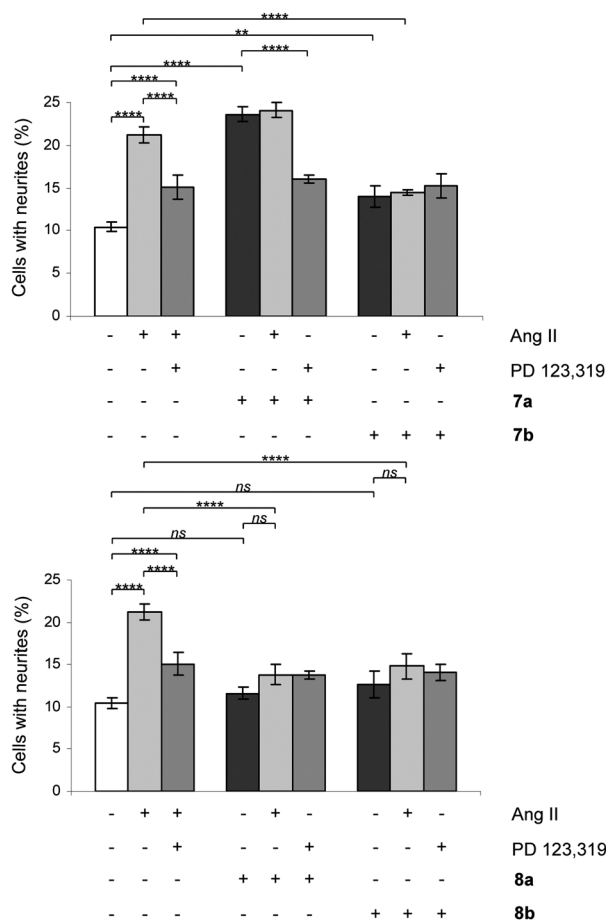 ****
**
**** ****
****
****
****
Cells with neurites (%)
25
20
15
10
5
0
- + + - + - - + - Ang II
- - + - - + - - + PD 123,319
- - - + + + - - - 7a
- - - - - - + + + 7b
****
ns ns
****
ns ns
****
****
****
Cells with neurites (%)
25
20
15
10
5
0
- + + - + - - + - Ang II
- - + - - + - - + PD 123,319
- - - + + + - - - 8a
- - - - - - + + + 8b